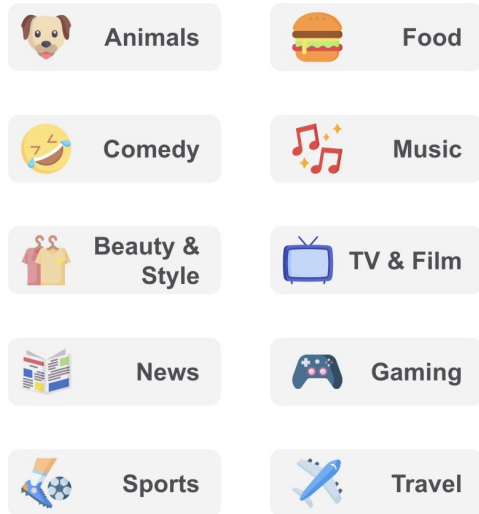 Animals
Food
Comedy
Music
Beauty &
Style
TV & Film
News
Gaming
Sports
Travel